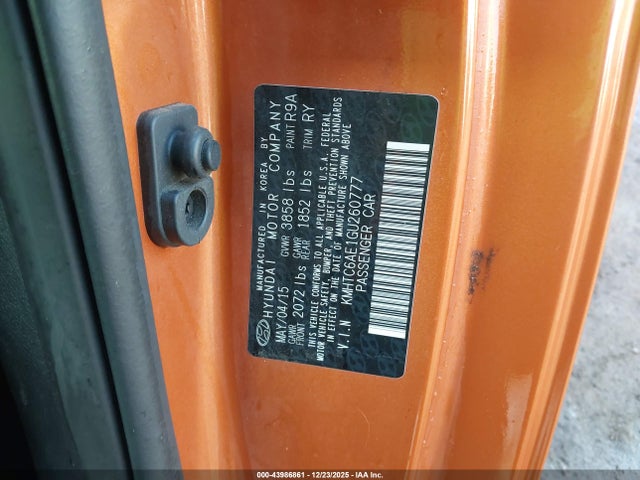 MANUFACTURED IN KOREA BY
HYUNDAI MOTOR COMPANY
MAY/04/15 GVWR 3858 lbs PAINT R9A
GAWR FRONT 2072 lbs GAWR REAR 1852 lbs TRIM RY
THIS VEHICLE CONFORMS TO ALL APPLICABLE U.S.A. FEDERAL
MOTOR VEHICLE SAFETY, BUMPER, AND THEFT PREVENTION STANDARDS
IN EFFECT ON THE DATE OF MANUFACTURE SHOWN ABOVE
V.I.N KMHTC6AE1GU260777
PASSENGER CAR
000-43986861 - 12/23/2025 - IAA Inc.